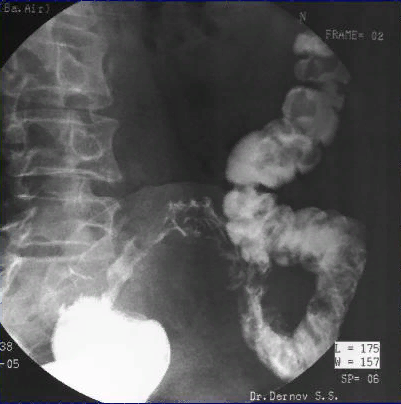 (Ba.Air)
N
FRAME= 02
38
-05
L = 175
W = 157
SP= 06
Dr.Dernov S.S.